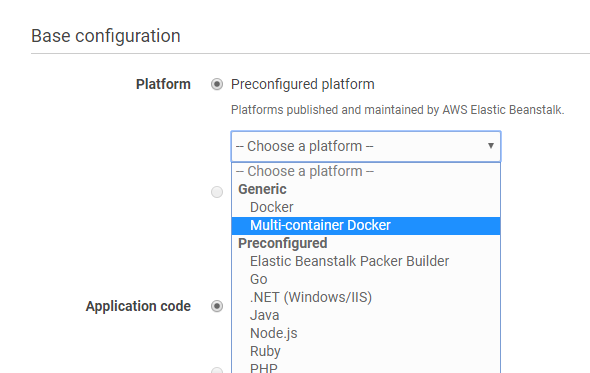 Base configuration
Platform
Preconfigured platform
Platforms published and maintained by AWS Elastic Beanstalk.
-- Choose a platform --
-- Choose a platform --
Generic
Docker
Multi-container Docker
Preconfigured
Elastic Beanstalk Packer Builder
Go
.NET (Windows/IIS)
Application code
Java
Node.js
Ruby
PHP